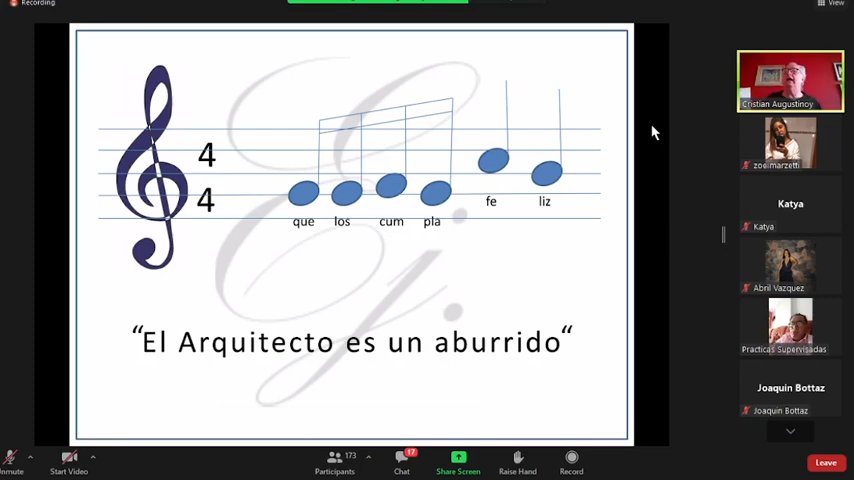 Recording
View
4
4
que los cum pla fe liz
“El Arquitecto es un aburrido“
Cristian Augustinoy
zoelmarzetti
Katya
Katya
Abril Vazquez
Practicas Supervisadas
Joaquin Bottaz
Joaquin Bottaz
Unmute
Start Video
173
Participants
17
Chat
Share Screen
Raise Hand
Record
Leave